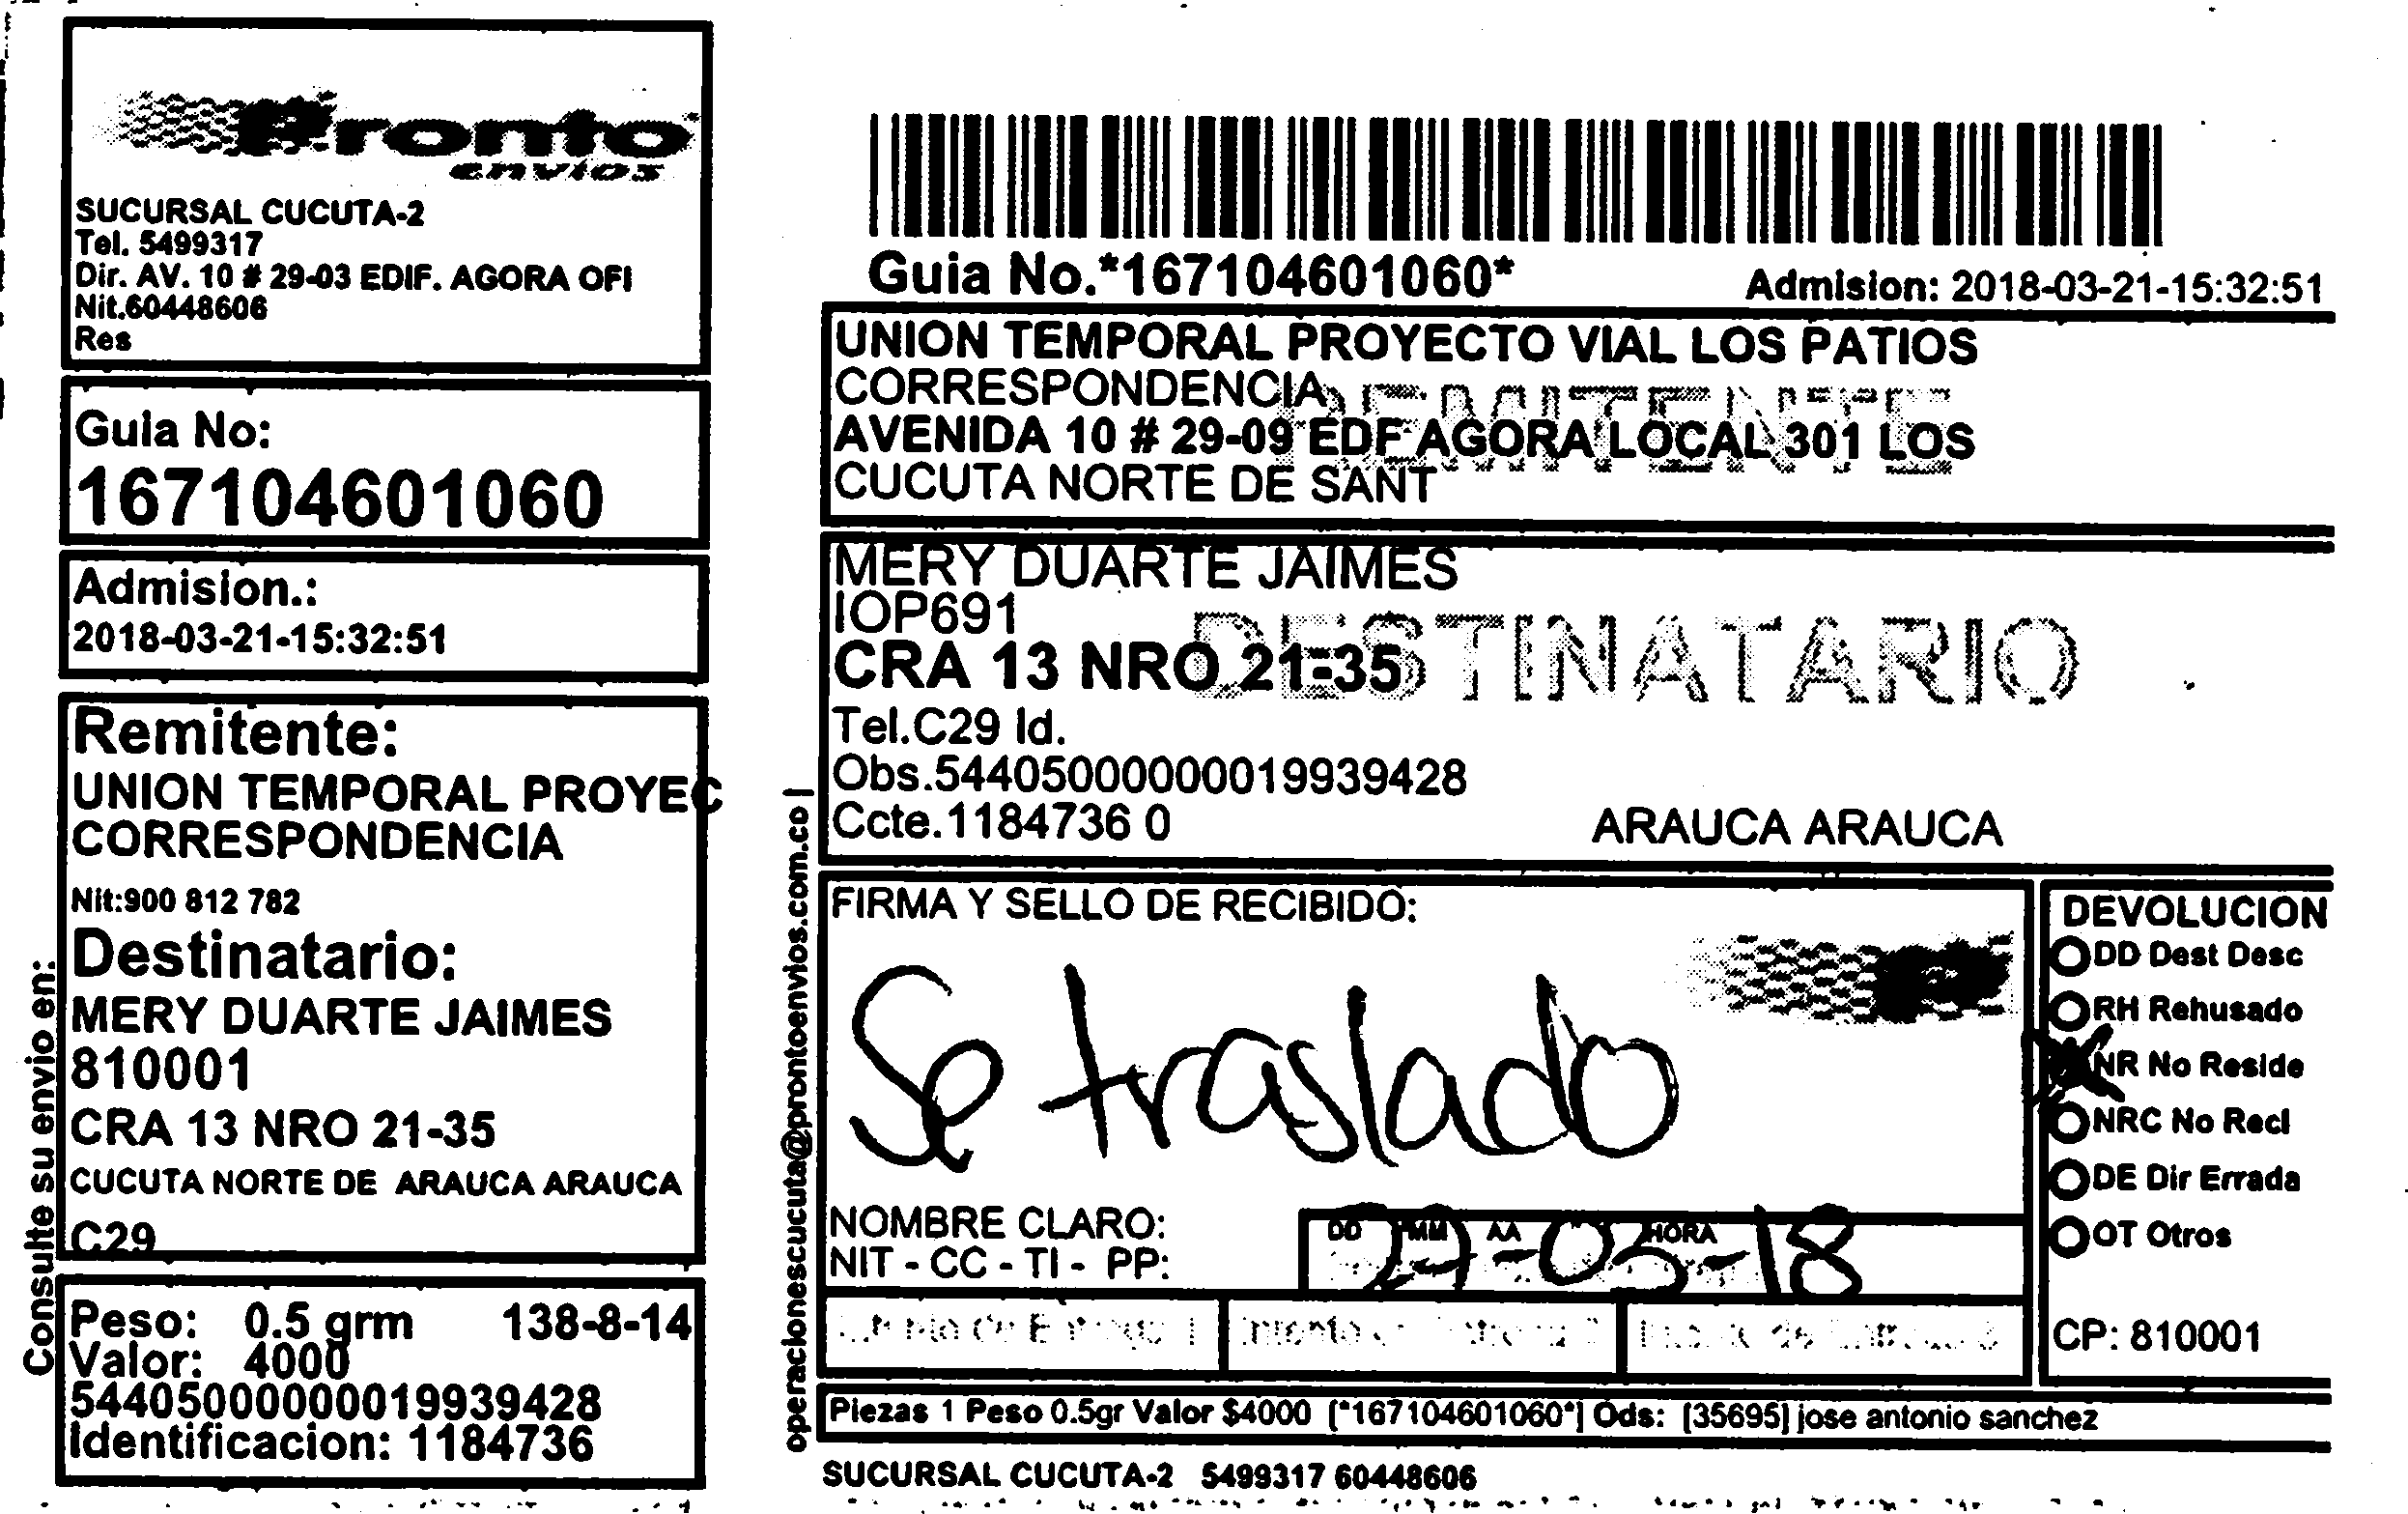 Pronto
envios
SUCURSAL CUCUTA-2
Tel. 5499317
Dir. AV. 10 # 29-03 EDIF. AGORA OFI
Nit.60448606
Res
Guia No:
167104601060
Admision.:
2018-03-21-15:32:51
Remitente:
UNION TEMPORAL PROYEC
CORRESPONDENCIA
Nit:900 812 782
Destinatario:
MERY DUARTE JAIMES
810001
CRA 13 NRO 21-35
CUCUTA NORTE DE ARAUCA ARAUCA
C29
Peso: 0.5 grm 138-8-14
Valor: 4000
544050000000019939428
Identificacion: 1184736
Consulte su envio en:
operacionescucuta@prontoenvios.com.co |
Guia No.*167104601060*
Admision: 2018-03-21-15:32:51
UNION TEMPORAL PROYECTO VIAL LOS PATIOS
CORRESPONDENCIA
AVENIDA 10 # 29-09 EDF AGORA LOCAL 301 LOS
CUCUTA NORTE DE SANT
REMITENTE
MERY DUARTE JAIMES
IOP691
CRA 13 NRO 21-35
DESTINATARIO
Tel.C29 Id.
Obs.544050000000019939428
Ccte.1184736 0
ARAUCA ARAUCA
FIRMA Y SELLO DE RECIBIDO:
Se traslado
NOMBRE CLARO:
NIT - CC - TI - PP:
DD MM AA HORA
-03-18
DEVOLUCION
DD Dest Desc
RH Rehusado
NR No Reside
NRC No Recl
DE Dir Errada
OT Otros
CP: 810001
Piezas 1 Peso 0.5gr Valor $4000 [*167104601060*] Ods: [35695] jose antonio sanchez
SUCURSAL CUCUTA-2 5499317 60448606